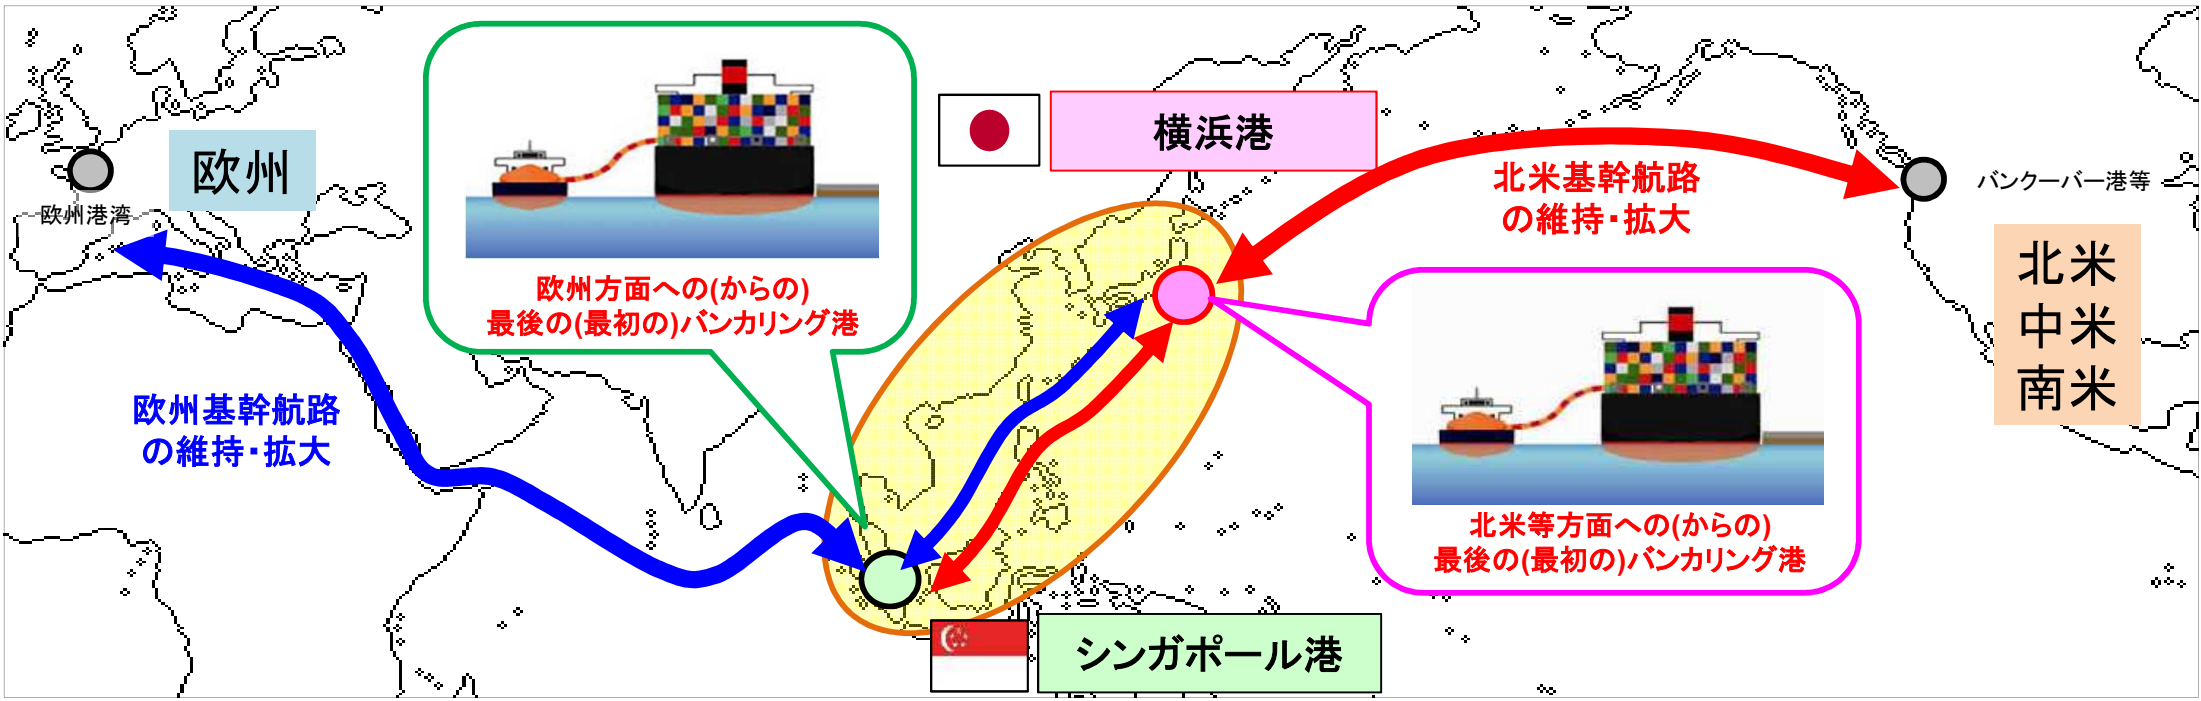 欧州
欧州港湾
欧州基幹航路
の維持・拡大
欧州方面への(からの)
最後の(最初の)バンカリング港
横浜港
シンガポール港
北米基幹航路
の維持・拡大
バンクーバー港等
北米
中米
南米
北米等方面への(からの)
最後の(最初の)バンカリング港